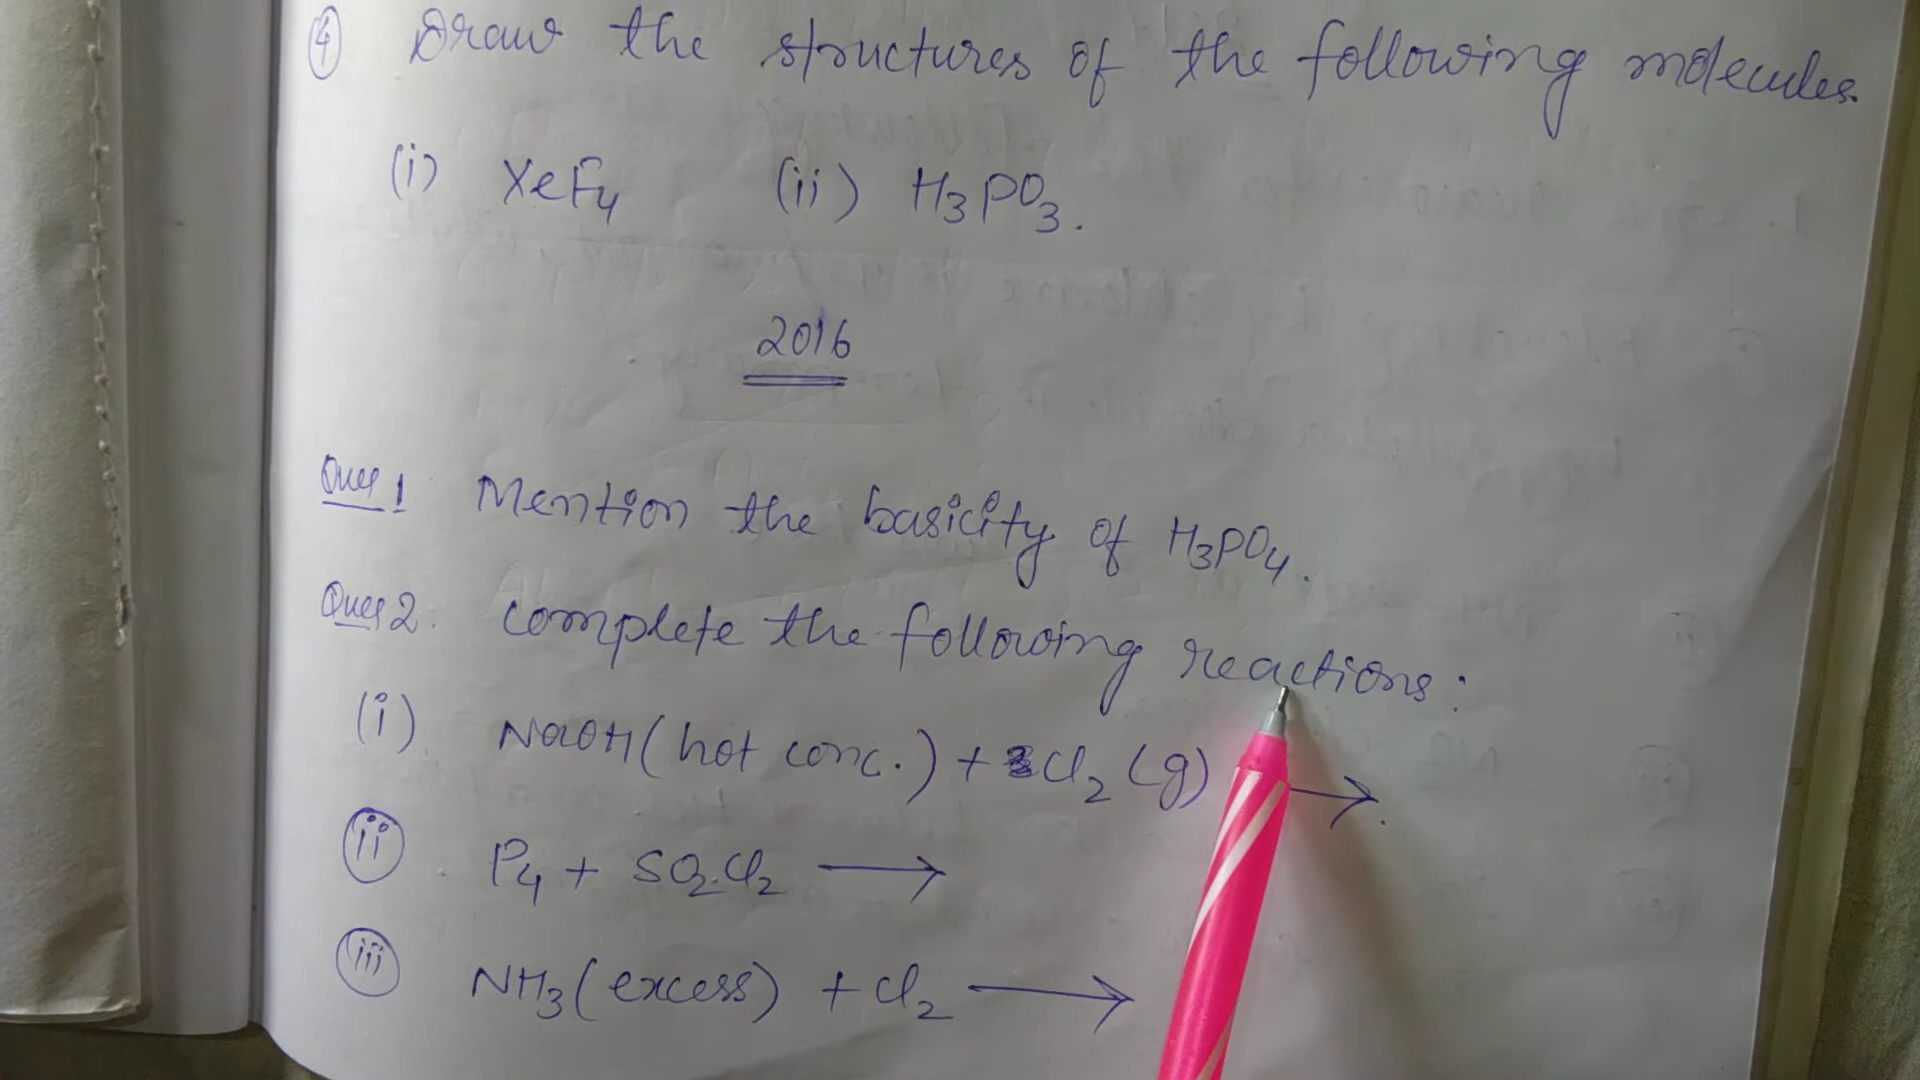 (4) Draw the structures of the following molecules.
(i) XeF4 (ii) H3PO3.
2016
Ques 1 Mention the basicity of H3PO4.
Ques 2. Complete the following reactions:
(i) NaOH (hot conc.) + 3Cl2 (g) →.
(ii) P4 + SO2Cl2 →
(iii) NH3 (excess) + Cl2 →